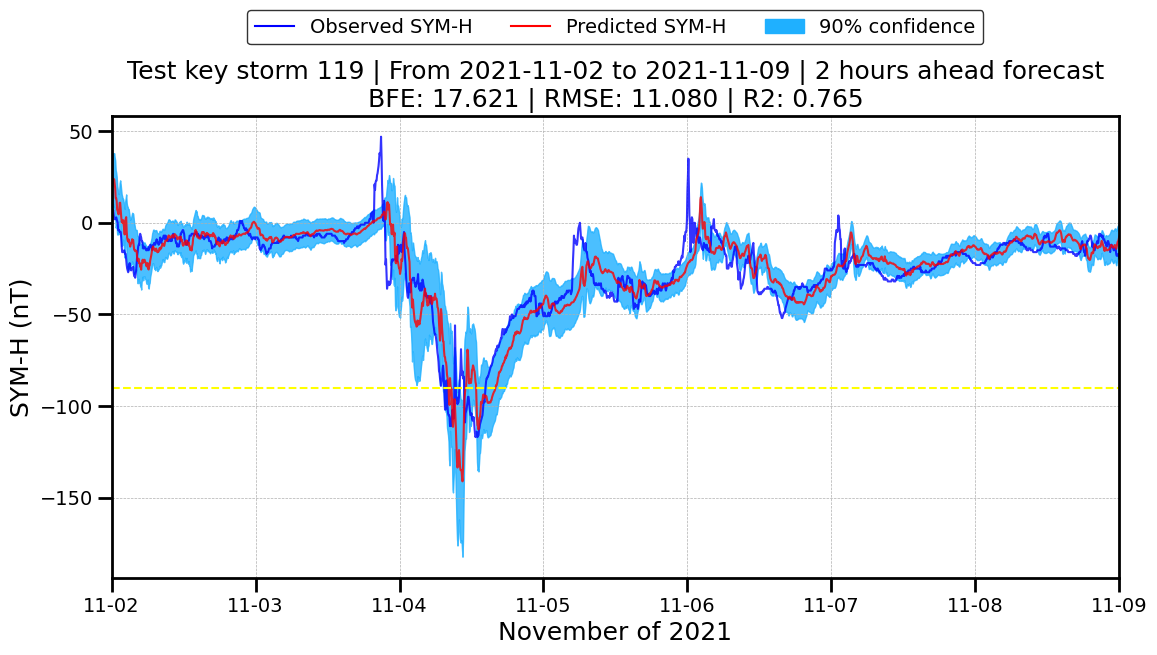 Observed SYM-H Predicted SYM-H 90% confidence
Test key storm 119 | From 2021-11-02 to 2021-11-09 | 2 hours ahead forecast
BFE: 17.621 | RMSE: 11.080 | R2: 0.765
SYM-H (nT)
50
0
−50
−100
−150
11-02 11-03 11-04 11-05 11-06 11-07 11-08 11-09
November of 2021